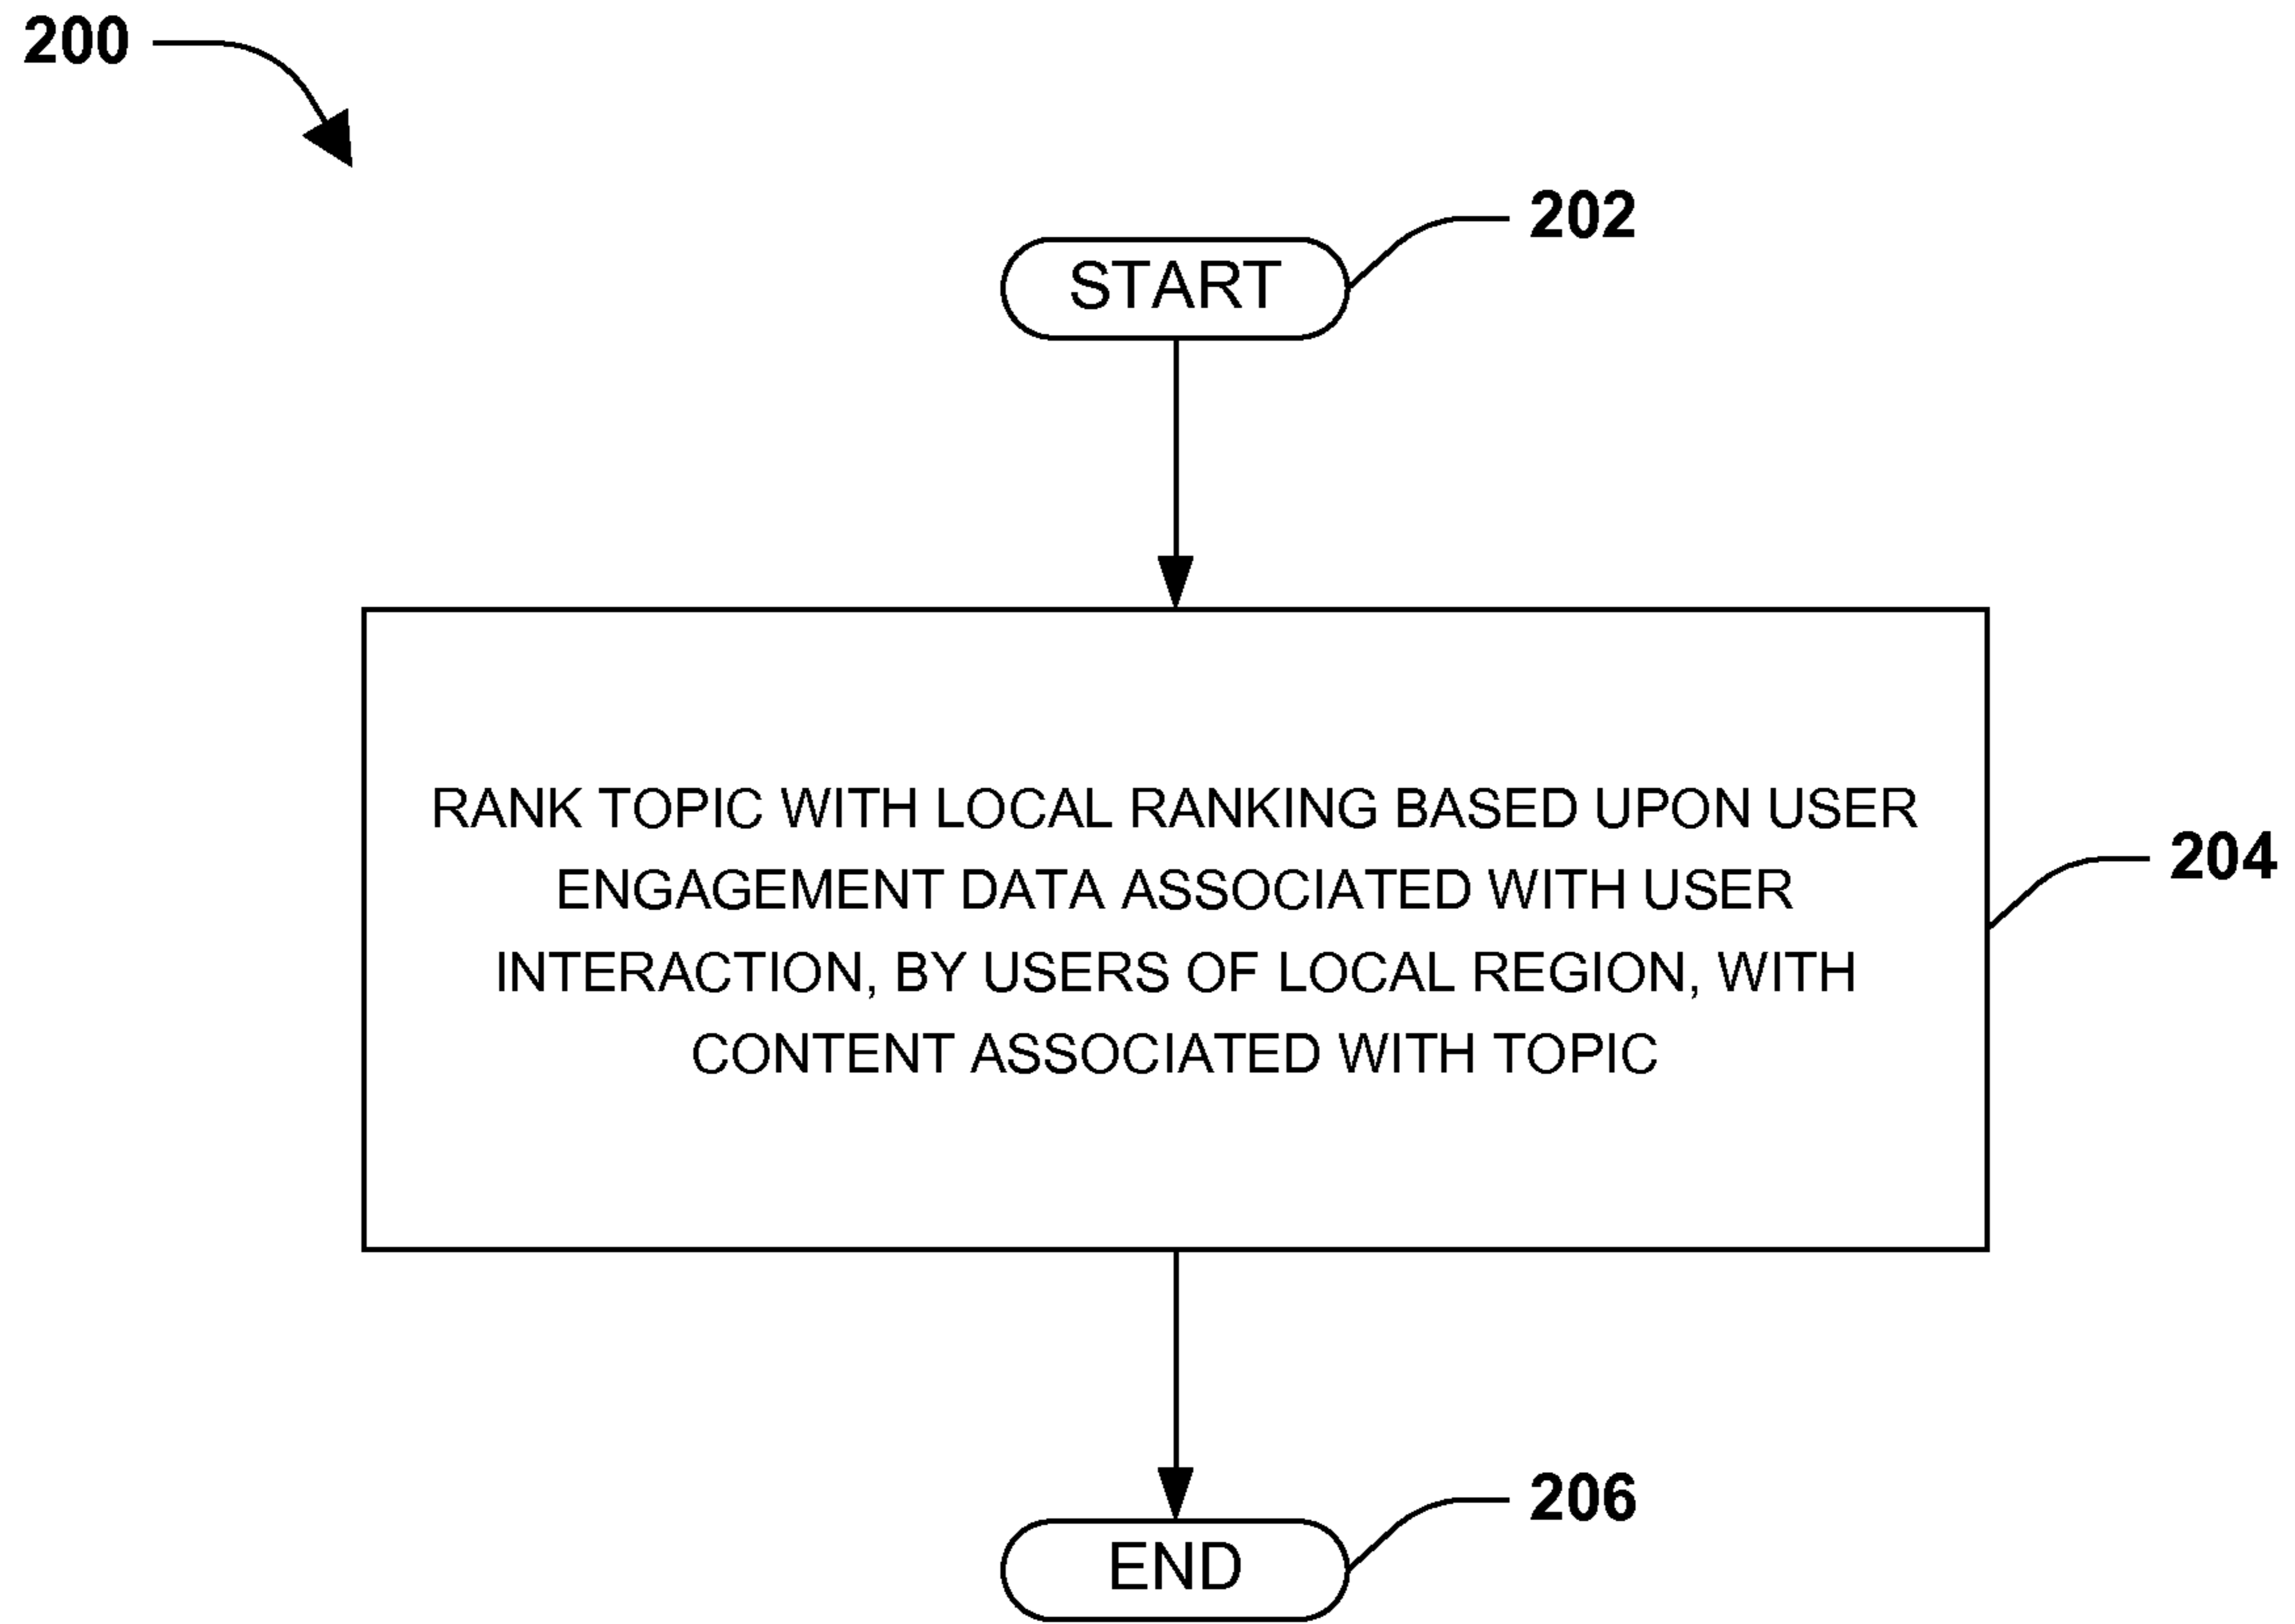 200
202
START
RANK TOPIC WITH LOCAL RANKING BASED UPON USER
ENGAGEMENT DATA ASSOCIATED WITH USER
INTERACTION, BY USERS OF LOCAL REGION, WITH
CONTENT ASSOCIATED WITH TOPIC
204
206
END